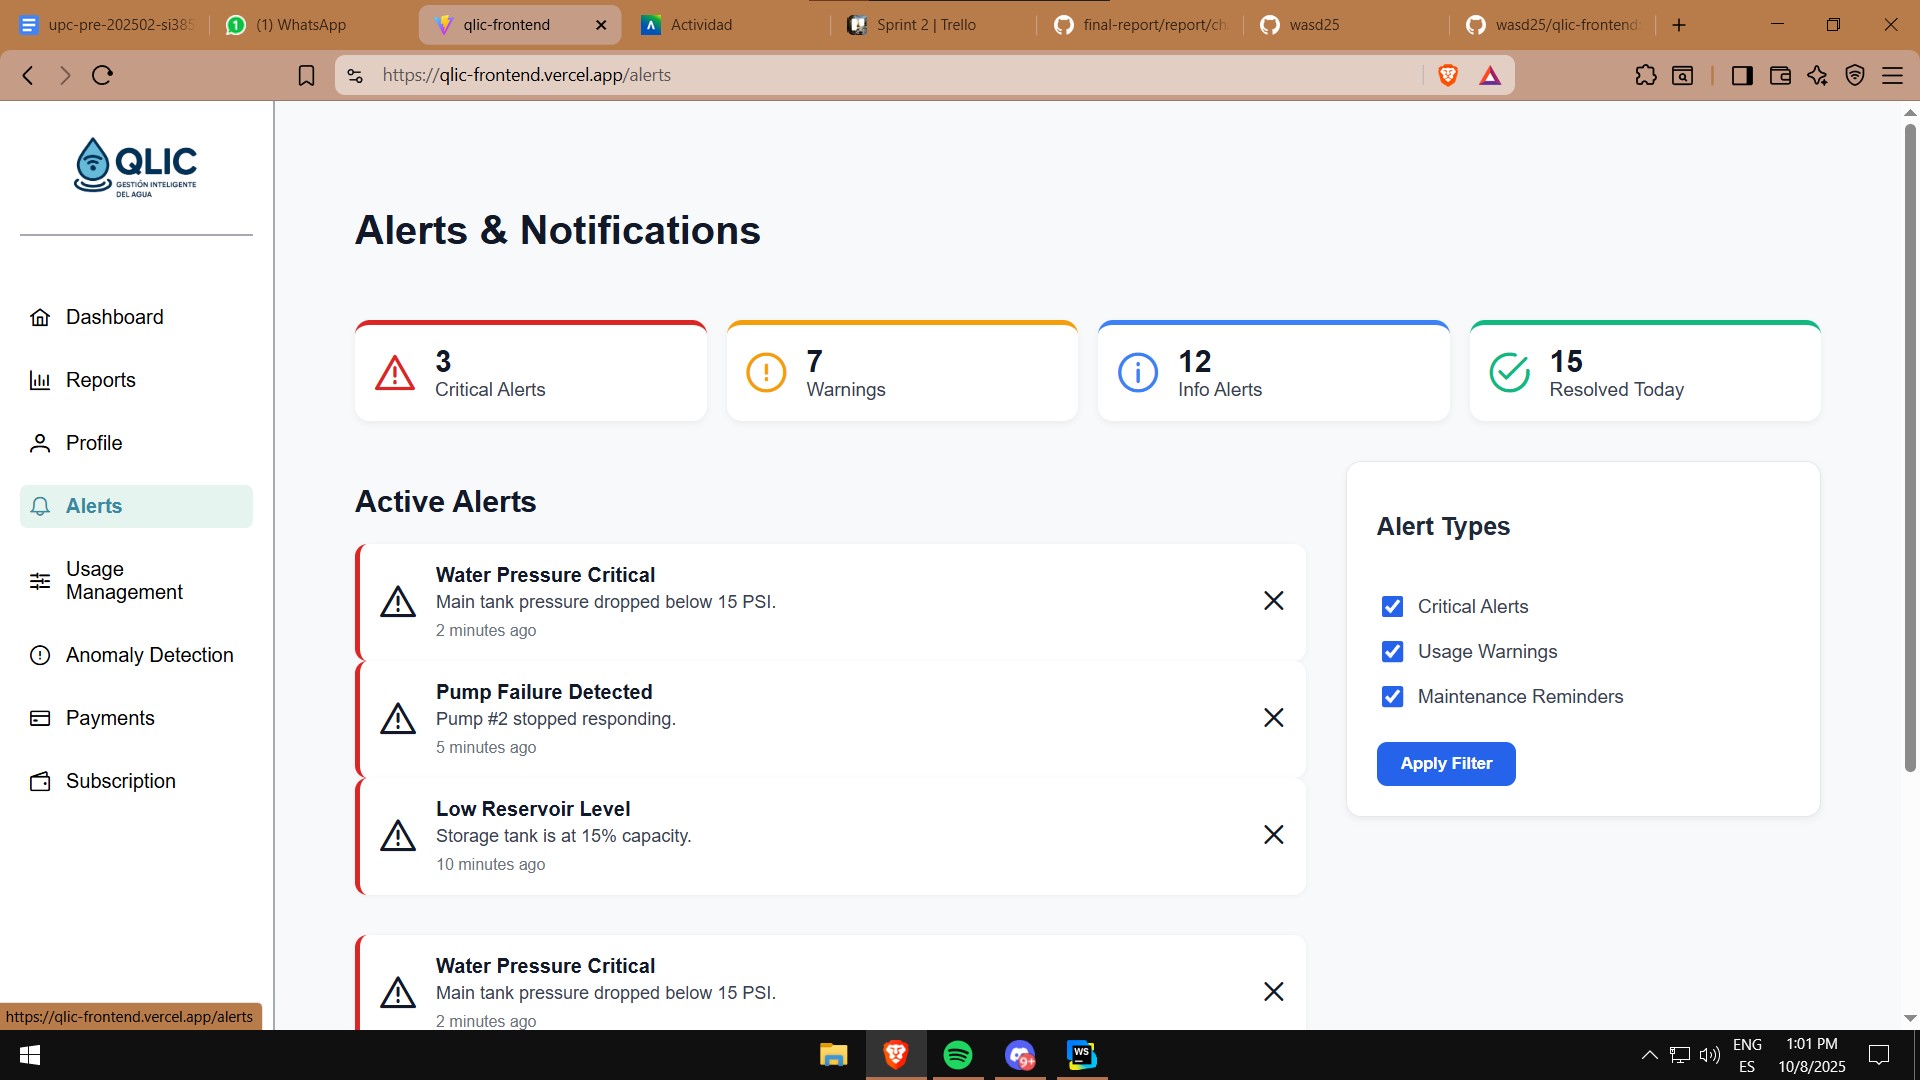 upc-pre-202502-si385
(1) WhatsApp
qlic-frontend
Actividad
Sprint 2 | Trello
final-report/report/ch
wasd25
wasd25/qlic-frontend
https://qlic-frontend.vercel.app/alerts
QLIC
GESTIÓN INTELIGENTE
DEL AGUA
Dashboard
Reports
Profile
Alerts
Usage
Management
Anomaly Detection
Payments
Subscription
Alerts & Notifications
3
Critical Alerts
7
Warnings
12
Info Alerts
15
Resolved Today
Active Alerts
Water Pressure Critical
Main tank pressure dropped below 15 PSI.
2 minutes ago
Pump Failure Detected
Pump #2 stopped responding.
5 minutes ago
Low Reservoir Level
Storage tank is at 15% capacity.
10 minutes ago
Water Pressure Critical
Main tank pressure dropped below 15 PSI.
2 minutes ago
Alert Types
Critical Alerts
Usage Warnings
Maintenance Reminders
Apply Filter
https://qlic-frontend.vercel.app/alerts
9+
WS
ENG
ES
1:01 PM
10/8/2025